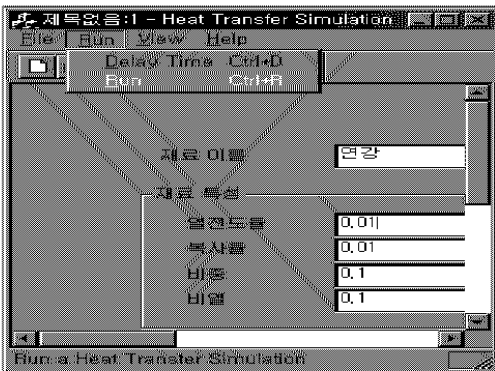 제목없음:1 - Heat Transfer Simulation
File Run View Help
Delay Time Ctrl+D
Run Ctrl+R
재료 이름 연강
재료 특성
열전도율 0.01
복사율 0.01
비중 0.1
비열 0.1
Run a Heat Transfer Simulation